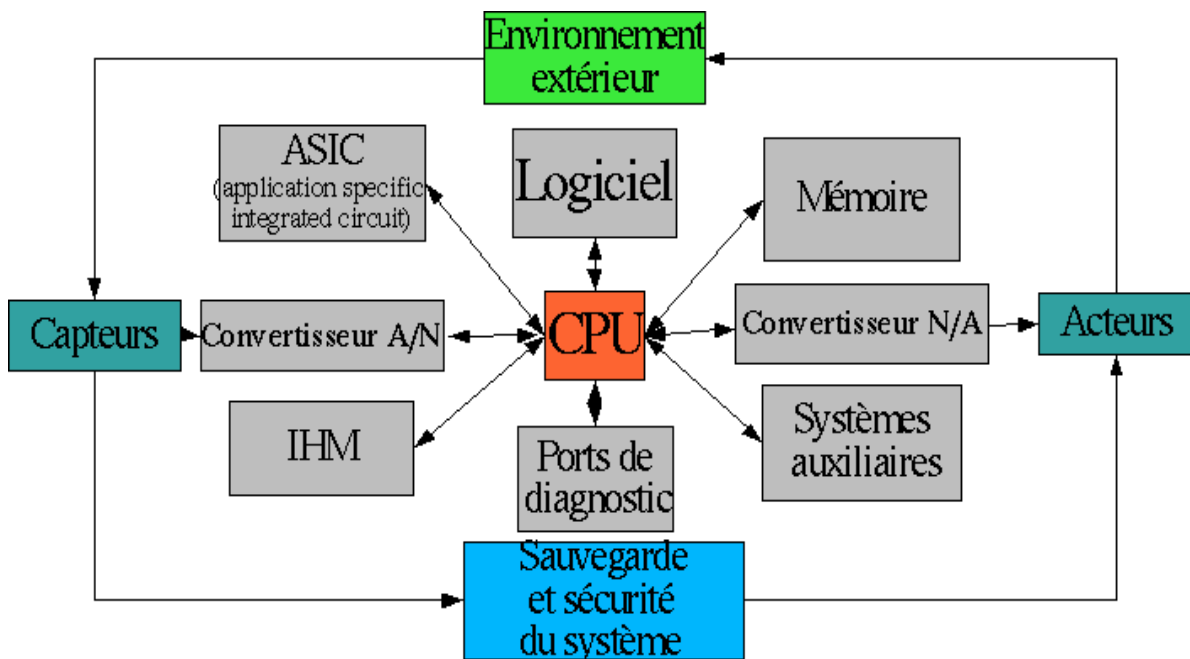 Environnement
extérieur
ASIC
(application specific
integrated circuit)
Logiciel
Mémoire
Capteurs
Convertisseur A/N
CPU
Convertisseur N/A
Acteurs
IHM
Ports de
diagnostic
Systèmes
auxiliaires
Sauvegarde
et sécurité
du système